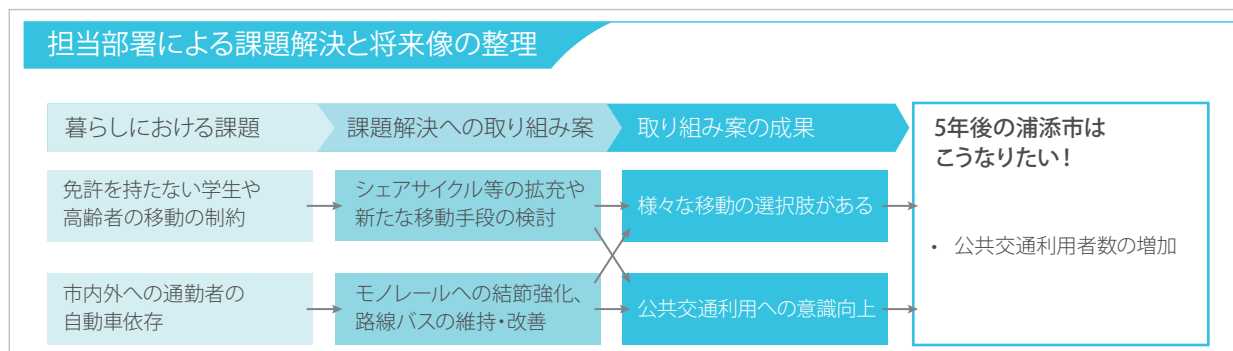 担当部署による課題解決と将来像の整理
暮らしにおける課題
課題解決への取り組み案
取り組み案の成果
5年後の浦添市は
こうなりたい！
免許を持たない学生や
高齢者の移動の制約
シェアサイクル等の拡充や
新たな移動手段の検討
様々な移動の選択肢がある
・ 公共交通利用者数の増加
市内外への通勤者の
自動車依存
モノレールへの結節強化、
路線バスの維持・改善
公共交通利用への意識向上